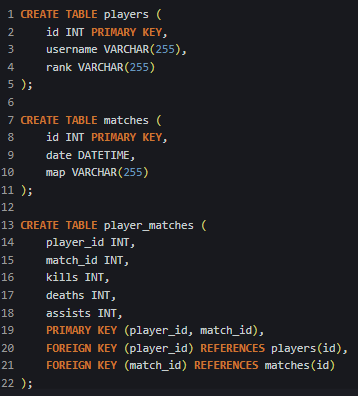 1 CREATE TABLE players (
2     id INT PRIMARY KEY,
3     username VARCHAR(255),
4     rank VARCHAR(255)
5 );
6
7 CREATE TABLE matches (
8     id INT PRIMARY KEY,
9     date DATETIME,
10     map VARCHAR(255)
11 );
12
13 CREATE TABLE player_matches (
14     player_id INT,
15     match_id INT,
16     kills INT,
17     deaths INT,
18     assists INT,
19     PRIMARY KEY (player_id, match_id),
20     FOREIGN KEY (player_id) REFERENCES players(id),
21     FOREIGN KEY (match_id) REFERENCES matches(id)
22 );